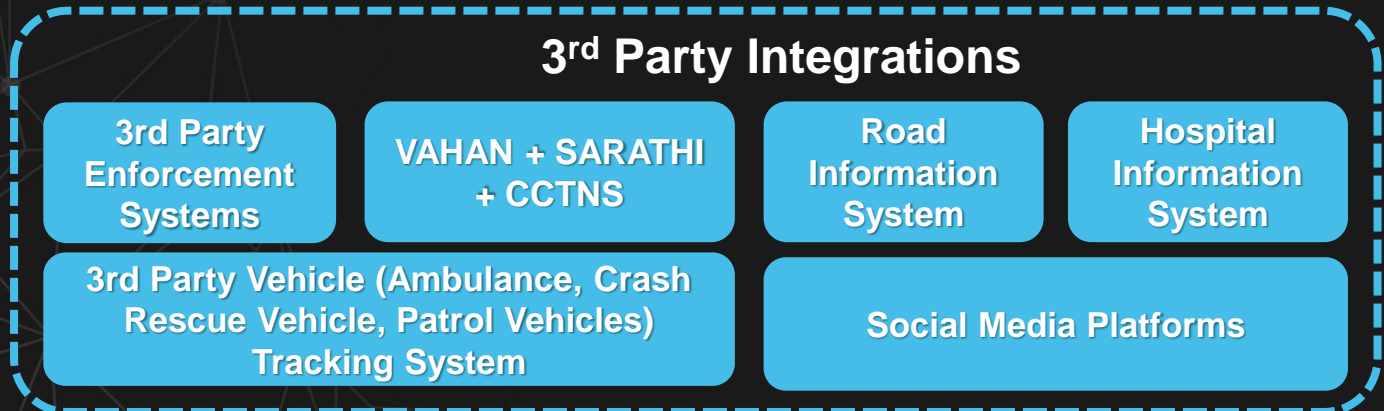 3rd Party Integrations
3rd Party
Enforcement
Systems
VAHAN + SARATHI
+ CCTNS
Road
Information
System
Hospital
Information
System
3rd Party Vehicle (Ambulance, Crash
Rescue Vehicle, Patrol Vehicles)
Tracking System
Social Media Platforms